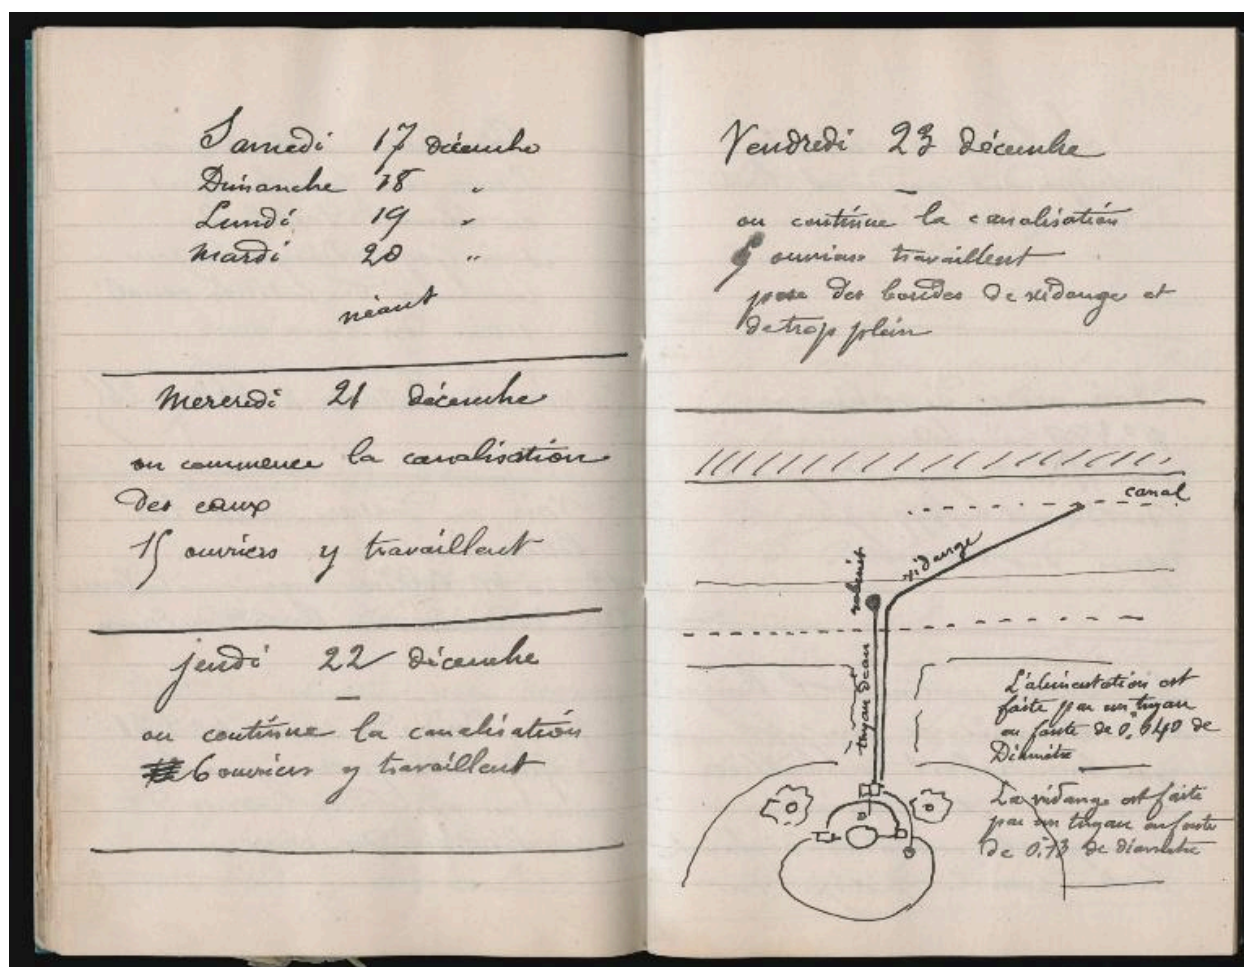 Samedi 17 décembre
Dimanche 18 "
Lundi 19 "
Mardi 20 "
néant
Mercredi 21 décembre
on commence la canalisation
des eaux
15 ouvriers y travaillent
jeudi 22 décembre
on continue la canalisation
6 ouvriers y travaillent
Vendredi 23 décembre
on continue la canalisation
ouvriers travaillent
pose des bondes de vidange et
de trop plein
canal
vidange
robinet
tuyau d'eau
L'alimentation est
faite par un tuyau
en fonte de 0,m040 de
Diamètre
La vidange est faite
par un tuyau en fonte
de 0,m13 de diamètre